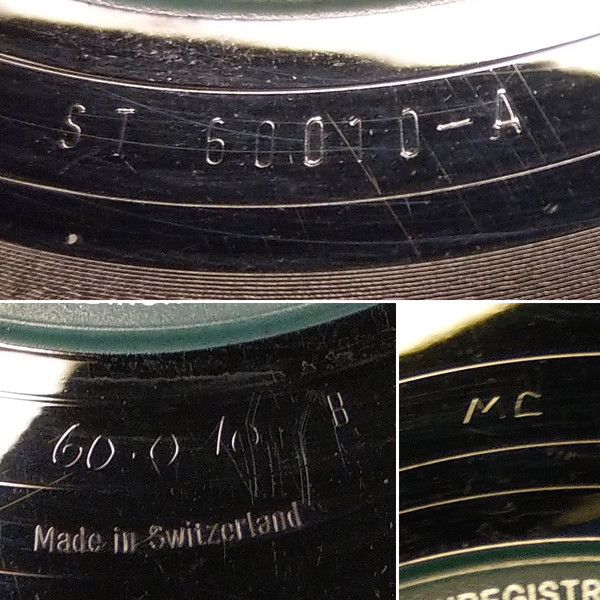 ST 60010-A
60.010 B
Made in Switzerland
M.C